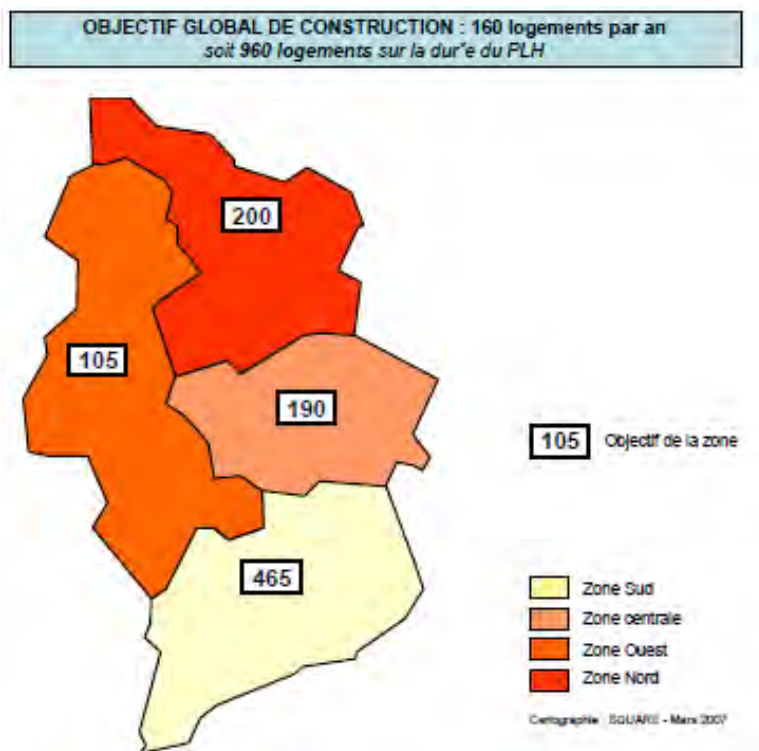 OBJECTIF GLOBAL DE CONSTRUCTION : 160 logements par an
soit 960 logements sur la dur'e du PLH
200
105
190
105 Objectif de la zone
465
Zone Sud
Zone centrale
Zone Ouest
Zone Nord
Cartographie : SQUARE - Mars 2007